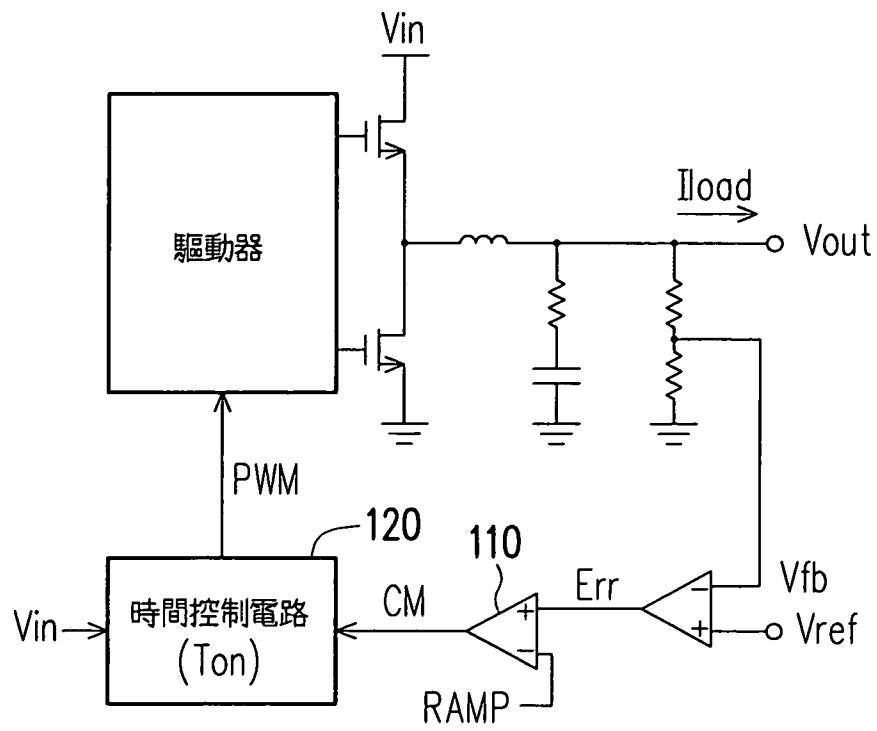 Vin
驅動器
Iload
Vout
PWM
120
110
時間控制電路
(Ton)
Vin
CM
Err
Vfb
Vref
RAMP
+
−
−
+